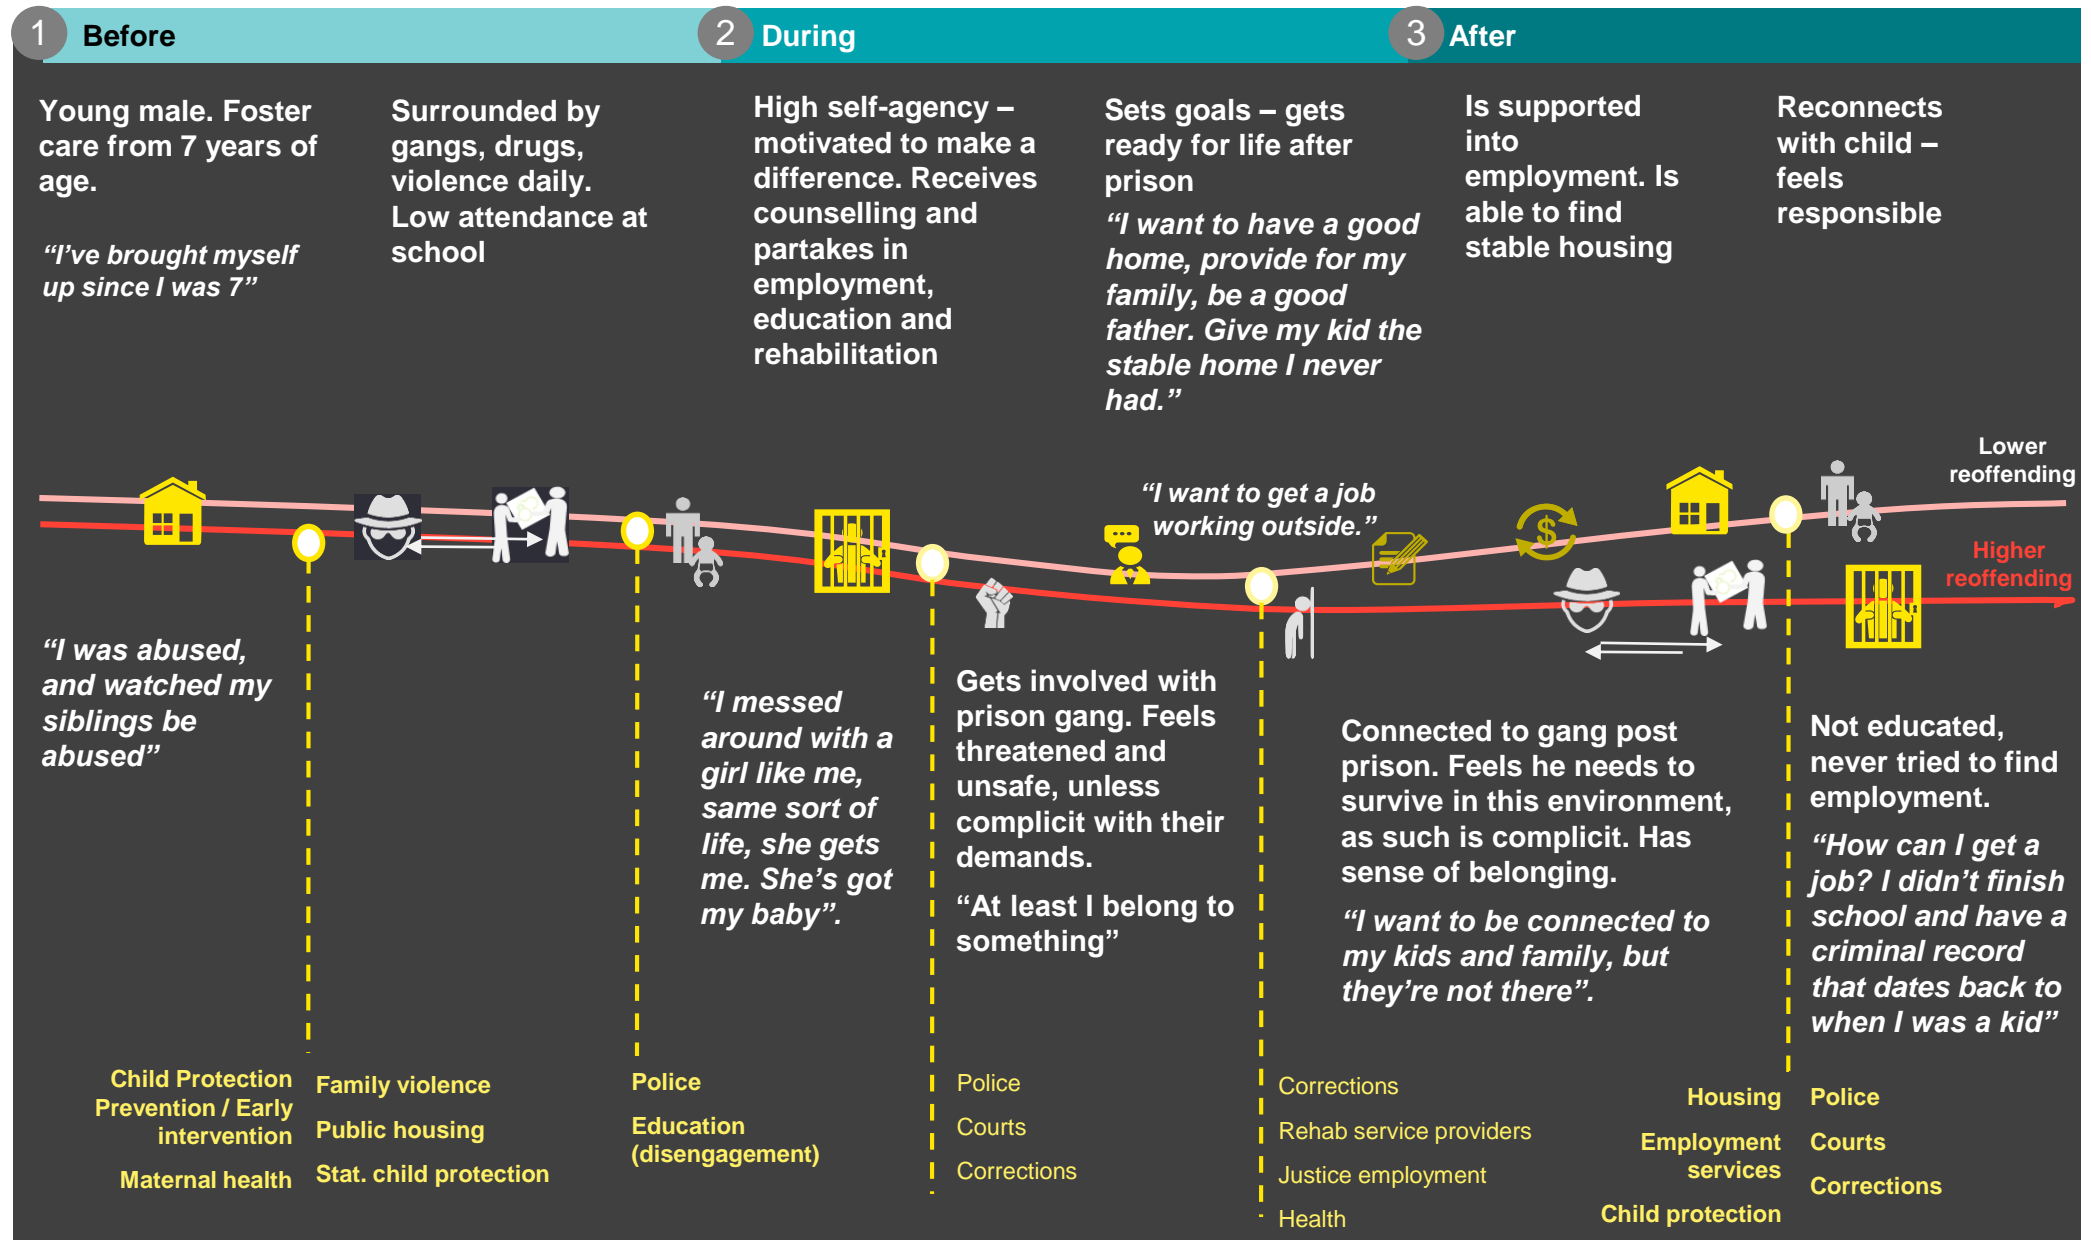 1
Before
2
During
3
After
Young male. Foster
care from 7 years of
age.
“I’ve brought myself
up since I was 7”
Surrounded by
gangs, drugs,
violence daily.
Low attendance at
school
High self-agency –
motivated to make a
difference. Receives
counselling and
partakes in
employment,
education and
rehabilitation
Sets goals – gets
ready for life after
prison
“I want to have a good
home, provide for my
family, be a good
father. Give my kid the
stable home I never
had.”
Is supported
into
employment. Is
able to find
stable housing
Reconnects
with child –
feels
responsible
“I want to get a job
working outside.”
Lower
reoffending
Higher
reoffending
$
“I was abused,
and watched my
siblings be
abused”
“I messed
around with a
girl like me,
same sort of
life, she gets
me. She’s got
my baby”.
Gets involved with
prison gang. Feels
threatened and
unsafe, unless
complicit with their
demands.
“At least I belong to
something”
Connected to gang post
prison. Feels he needs to
survive in this environment,
as such is complicit. Has
sense of belonging.
“I want to be connected to
my kids and family, but
they’re not there”.
Not educated,
never tried to find
employment.
“How can I get a
job? I didn’t finish
school and have a
criminal record
that dates back to
when I was a kid”
Child Protection
Prevention / Early
intervention
Maternal health
Family violence
Public housing
Stat. child protection
Police
Education
(disengagement)
Police
Courts
Corrections
Corrections
Rehab service providers
Justice employment
Health
Housing
Employment
services
Child protection
Police
Courts
Corrections